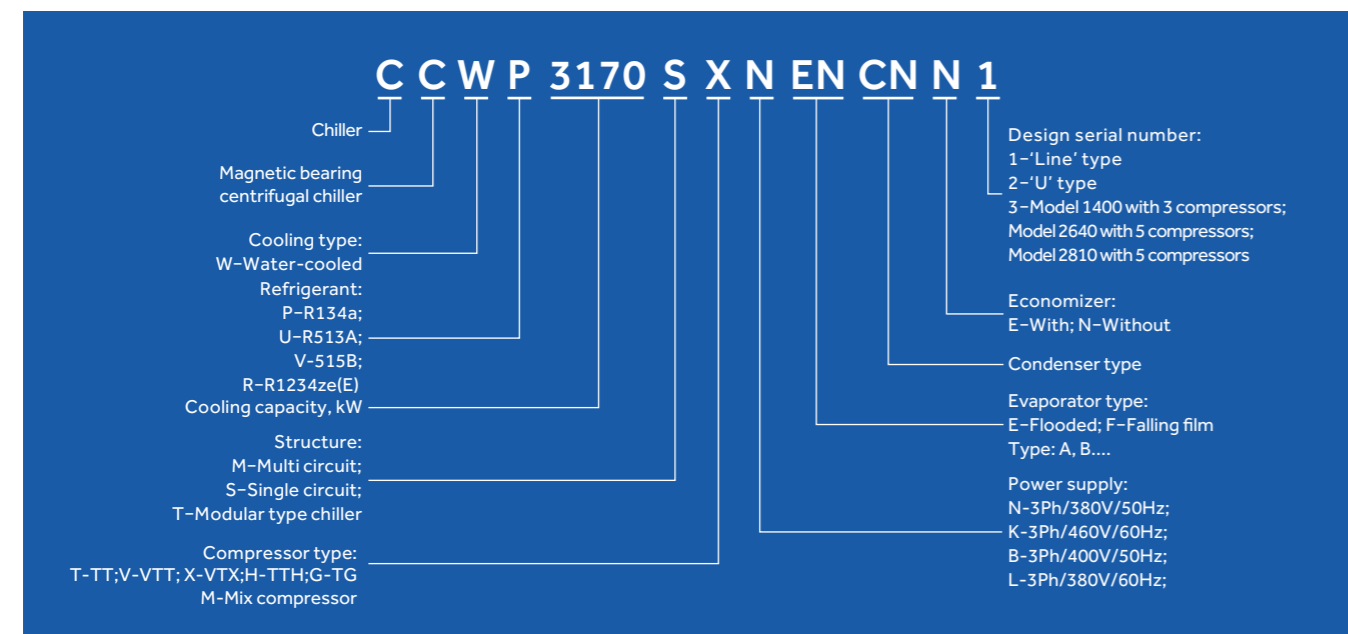 C C W P 3170 S X N EN CN N 1
Chiller
Magnetic bearing
centrifugal chiller
Cooling type:
W–Water-cooled
Refrigerant:
P–R134a;
U–R513A;
V-515B;
R–R1234ze(E)
Cooling capacity, kW
Structure:
M–Multi circuit;
S–Single circuit;
T–Modular type chiller
Compressor type:
T-TT;V-VTT; X-VTX;H-TTH;G-TG
M-Mix compressor
Design serial number:
1–‘Line’ type
2–‘U’ type
3–Model 1400 with 3 compressors;
Model 2640 with 5 compressors;
Model 2810 with 5 compressors
Economizer:
E–With; N–Without
Condenser type
Evaporator type:
E–Flooded; F–Falling film
Type: A, B....
Power supply:
N-3Ph/380V/50Hz;
K-3Ph/460V/60Hz;
B-3Ph/400V/50Hz;
L-3Ph/380V/60Hz;